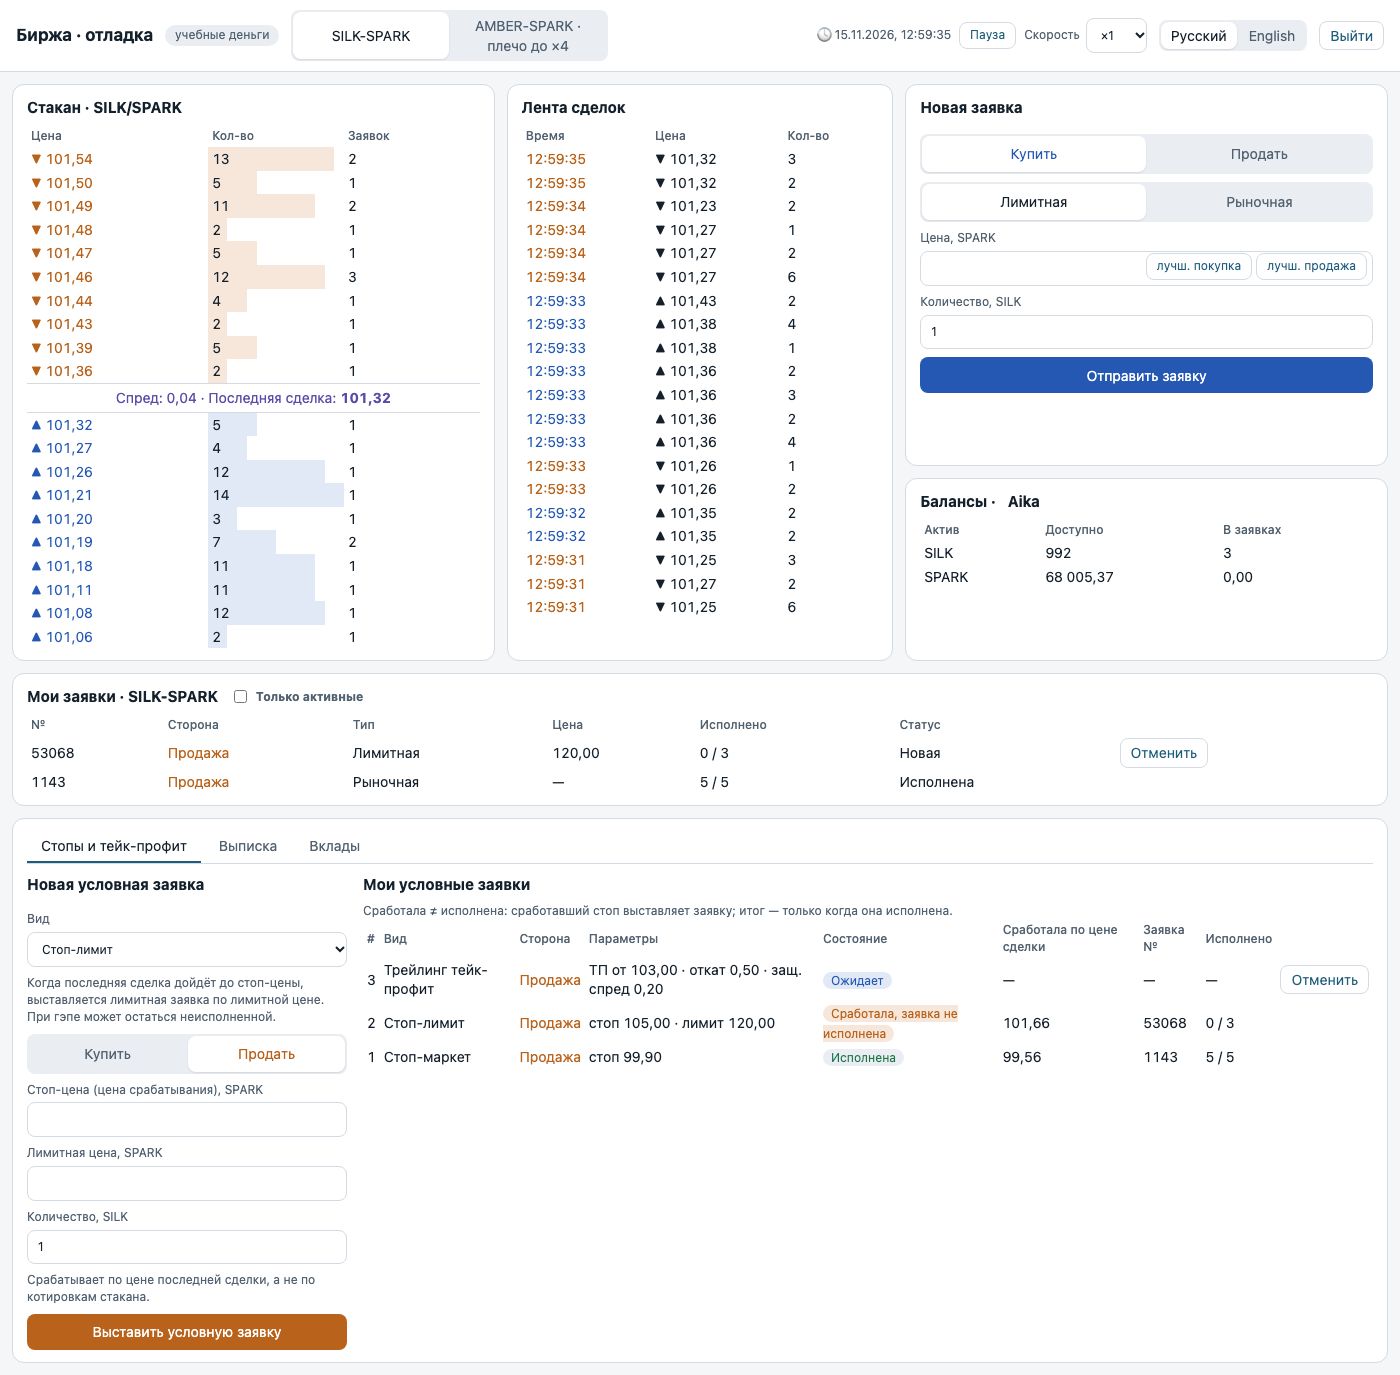 Биржа · отладка учебные деньги SILK-SPARK AMBER-SPARK · плечо до ×4 15.11.2026, 12:59:35 Пауза Скорость ×1 Русский English Выйти
Стакан · SILK/SPARK
Цена Кол-во Заявок
▼ 101,54 13 2
▼ 101,50 5 1
▼ 101,49 11 2
▼ 101,48 2 1
▼ 101,47 5 1
▼ 101,46 12 3
▼ 101,44 4 1
▼ 101,43 2 1
▼ 101,39 5 1
▼ 101,36 2 1
Спред: 0,04 · Последняя сделка: 101,32
▲ 101,32 5 1
▲ 101,27 4 1
▲ 101,26 12 1
▲ 101,21 14 1
▲ 101,20 3 1
▲ 101,19 7 2
▲ 101,18 11 1
▲ 101,11 11 1
▲ 101,08 12 1
▲ 101,06 2 1
Лента сделок
Время Цена Кол-во
12:59:35 ▼ 101,32 3
12:59:35 ▼ 101,32 2
12:59:34 ▼ 101,23 2
12:59:34 ▼ 101,27 1
12:59:34 ▼ 101,27 2
12:59:34 ▼ 101,27 6
12:59:33 ▲ 101,43 2
12:59:33 ▲ 101,38 4
12:59:33 ▲ 101,38 1
12:59:33 ▲ 101,36 2
12:59:33 ▲ 101,36 3
12:59:33 ▲ 101,36 2
12:59:33 ▲ 101,36 4
12:59:33 ▼ 101,26 1
12:59:33 ▼ 101,26 2
12:59:32 ▲ 101,35 2
12:59:32 ▲ 101,35 2
12:59:31 ▼ 101,25 3
12:59:31 ▼ 101,27 2
12:59:31 ▼ 101,25 6
Новая заявка
Купить Продать
Лимитная Рыночная
Цена, SPARK
лучш. покупка лучш. продажа
Количество, SILK
1
Отправить заявку
Балансы · Aika
Актив Доступно В заявках
SILK 992 3
SPARK 68 005,37 0,00
Мои заявки · SILK-SPARK Только активные
№ Сторона Тип Цена Исполнено Статус
53068 Продажа Лимитная 120,00 0 / 3 Новая Отменить
1143 Продажа Рыночная — 5 / 5 Исполнена
Стопы и тейк-профит Выписка Вклады
Новая условная заявка
Вид
Стоп-лимит
Когда последняя сделка дойдёт до стоп-цены,
выставляется лимитная заявка по лимитной цене.
При гэпе может остаться неисполненной.
Купить Продать
Стоп-цена (цена срабатывания), SPARK
Лимитная цена, SPARK
Количество, SILK
1
Срабатывает по цене последней сделки, а не по
котировкам стакана.
Выставить условную заявку
Мои условные заявки
Сработала ≠ исполнена: сработавший стоп выставляет заявку; итог — только когда она исполнена.
# Вид Сторона Параметры Состояние Сработала по цене сделки Заявка № Исполнено
3 Трейлинг тейк-профит Продажа ТП от 103,00 · откат 0,50 · защ. спред 0,20 Ожидает — — — Отменить
2 Стоп-лимит Продажа стоп 105,00 · лимит 120,00 Сработала, заявка не исполнена 101,66 53068 0 / 3
1 Стоп-маркет Продажа стоп 99,90 Исполнена 99,56 1143 5 / 5